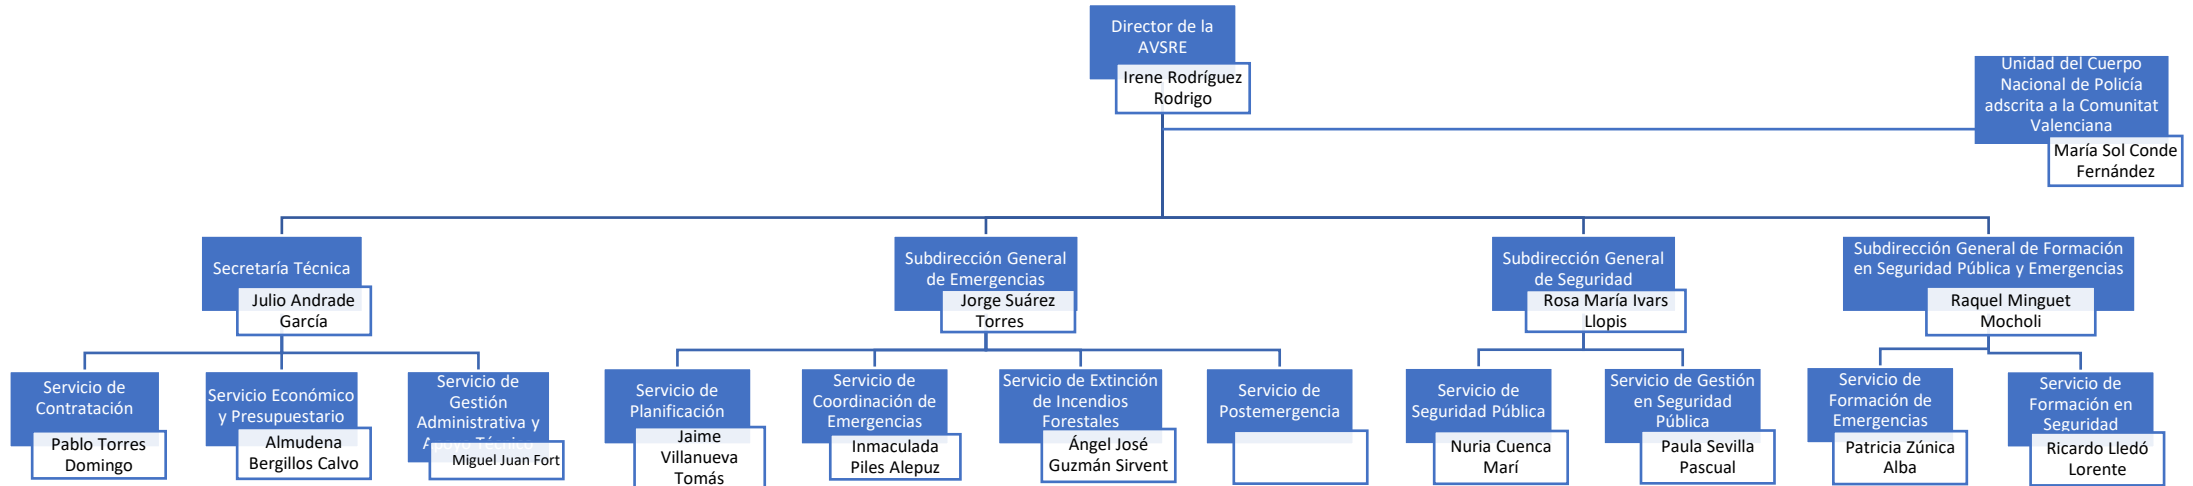 Director de la
AVSRE
Irene Rodríguez
Rodrigo
Unidad del Cuerpo
Nacional de Policía
adscrita a la Comunitat
Valenciana
María Sol Conde
Fernández
Secretaría Técnica
Julio Andrade
García
Subdirección General
de Emergencias
Jorge Suárez
Torres
Subdirección General
de Seguridad
Rosa María Ivars
Llopis
Subdirección General de Formación
en Seguridad Pública y Emergencias
Raquel Minguet
Mocholi
Servicio de
Contratación
Pablo Torres
Domingo
Servicio Económico
y Presupuestario
Almudena
Bergillos Calvo
Servicio de
Gestión
Administrativa y
Apoyo Técnico
Miguel Juan Fort
Servicio de
Planificación
Jaime
Villanueva
Tomás
Servicio de
Coordinación de
Emergencias
Inmaculada
Piles Alepuz
Servicio de Extinción
de Incendios
Forestales
Ángel José
Guzmán Sirvent
Servicio de
Postemergencia
Servicio de
Seguridad Pública
Nuria Cuenca
Marí
Servicio de Gestión
en Seguridad
Pública
Paula Sevilla
Pascual
Servicio de
Formación de
Emergencias
Patricia Zúnica
Alba
Servicio de
Formación en
Seguridad
Ricardo Lledó
Lorente